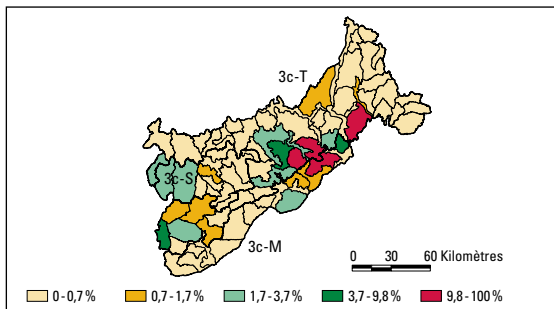 3c-T
3c-S
3c-M
0 30 60 Kilomètres
0 - 0,7 % 0,7 - 1,7 % 1,7 - 3,7 % 3,7 - 9,8 % 9,8 - 100 %